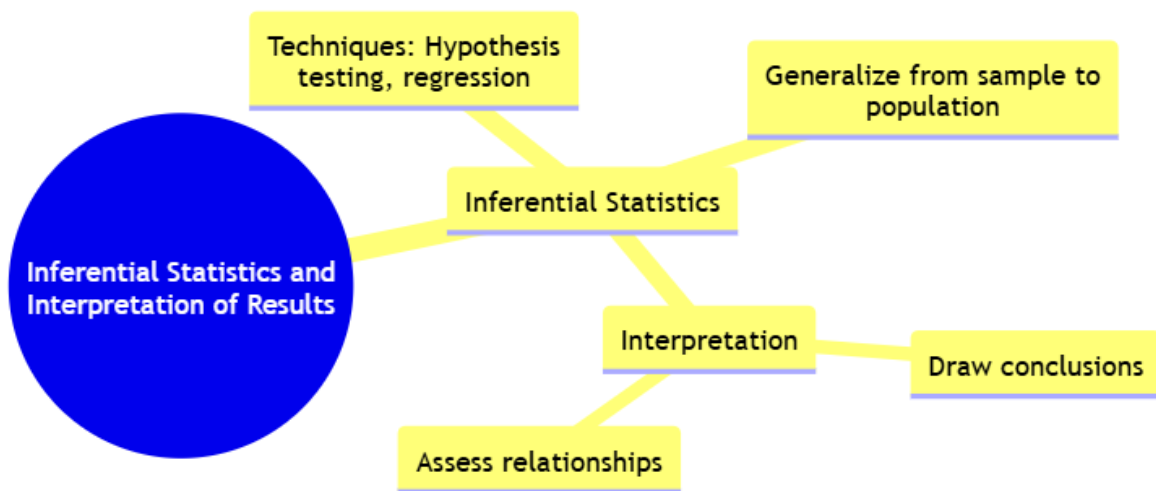 Techniques: Hypothesis
testing, regression
Generalize from sample to
population
Inferential Statistics
Inferential Statistics and
Interpretation of Results
Interpretation
Draw conclusions
Assess relationships